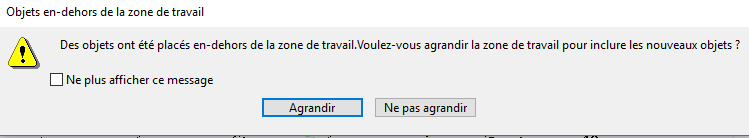 Objets en-dehors de la zone de travail
Des objets ont été placés en-dehors de la zone de travail.Voulez-vous agrandir la zone de travail pour inclure les nouveaux objets ?
Ne plus afficher ce message
Agrandir
Ne pas agrandir